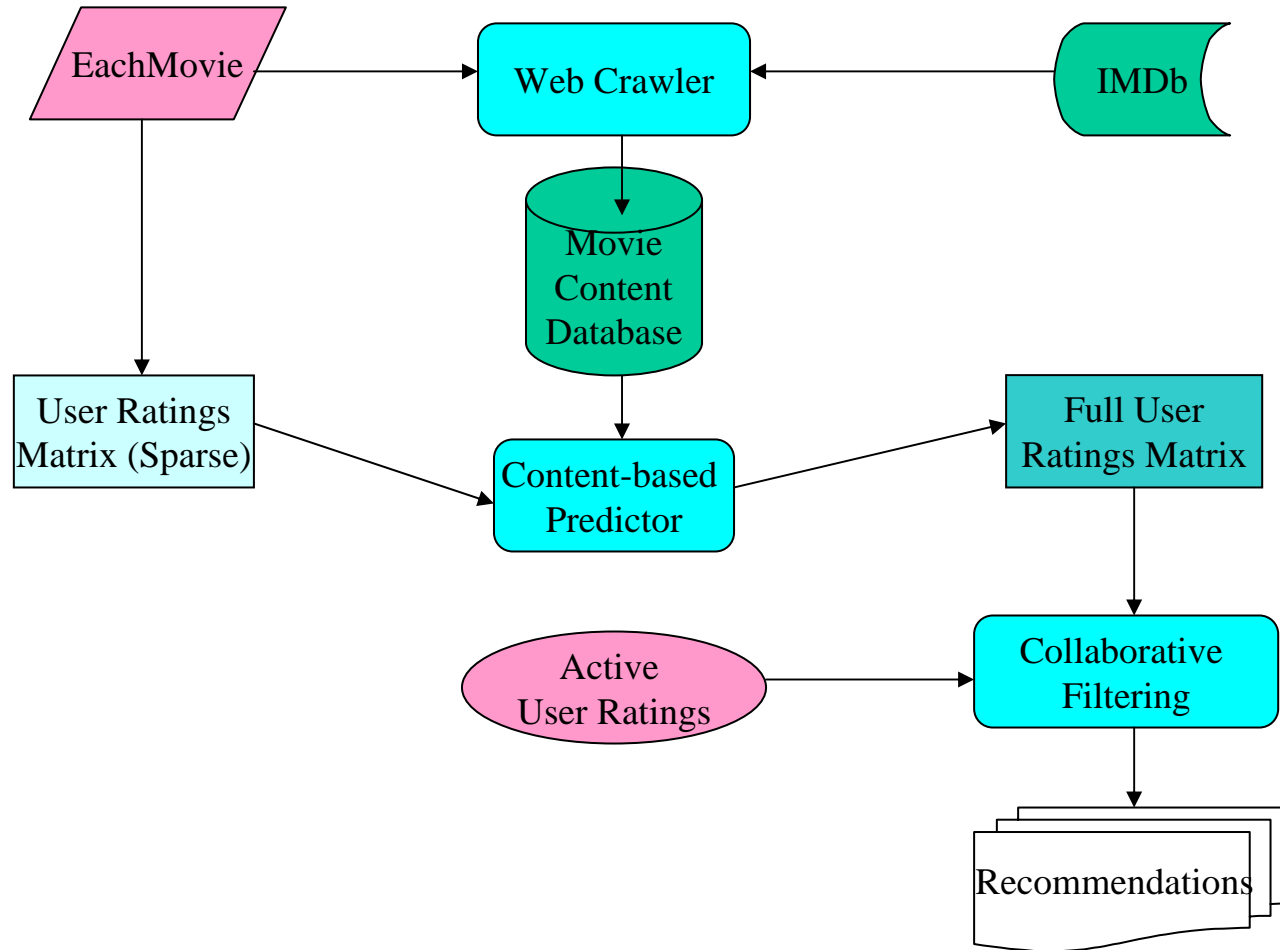 EachMovie
Web Crawler
IMDb
Movie
Content
Database
User Ratings
Matrix (Sparse)
Content-based
Predictor
Full User
Ratings Matrix
Active
User Ratings
Collaborative
Filtering
Recommendations